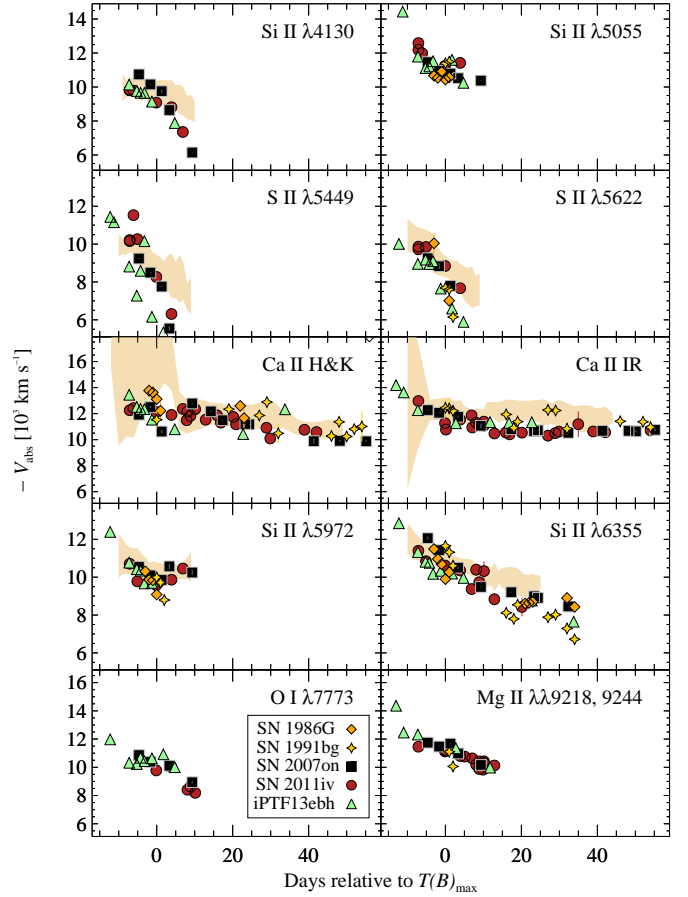 Si II λ4130
Si II λ5055
14
12
10
8
6
S II λ5449
S II λ5622
12
10
8
6
Ca II H&K
Ca II IR
16
14
12
10
8
6
− V_abs [10³ km s⁻¹]
Si II λ5972
Si II λ6355
12
10
8
6
O I λ7773
Mg II λλ9218, 9244
16
14
12
10
8
6
SN 1986G
SN 1991bg
SN 2007on
SN 2011iv
iPTF13ebh
0 20 40
0 20 40
Days relative to T(B)max